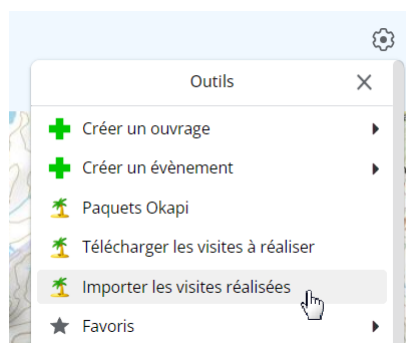 Outils
Créer un ouvrage
Créer un évènement
Paquets Okapi
Télécharger les visites à réaliser
Importer les visites réalisées
Favoris